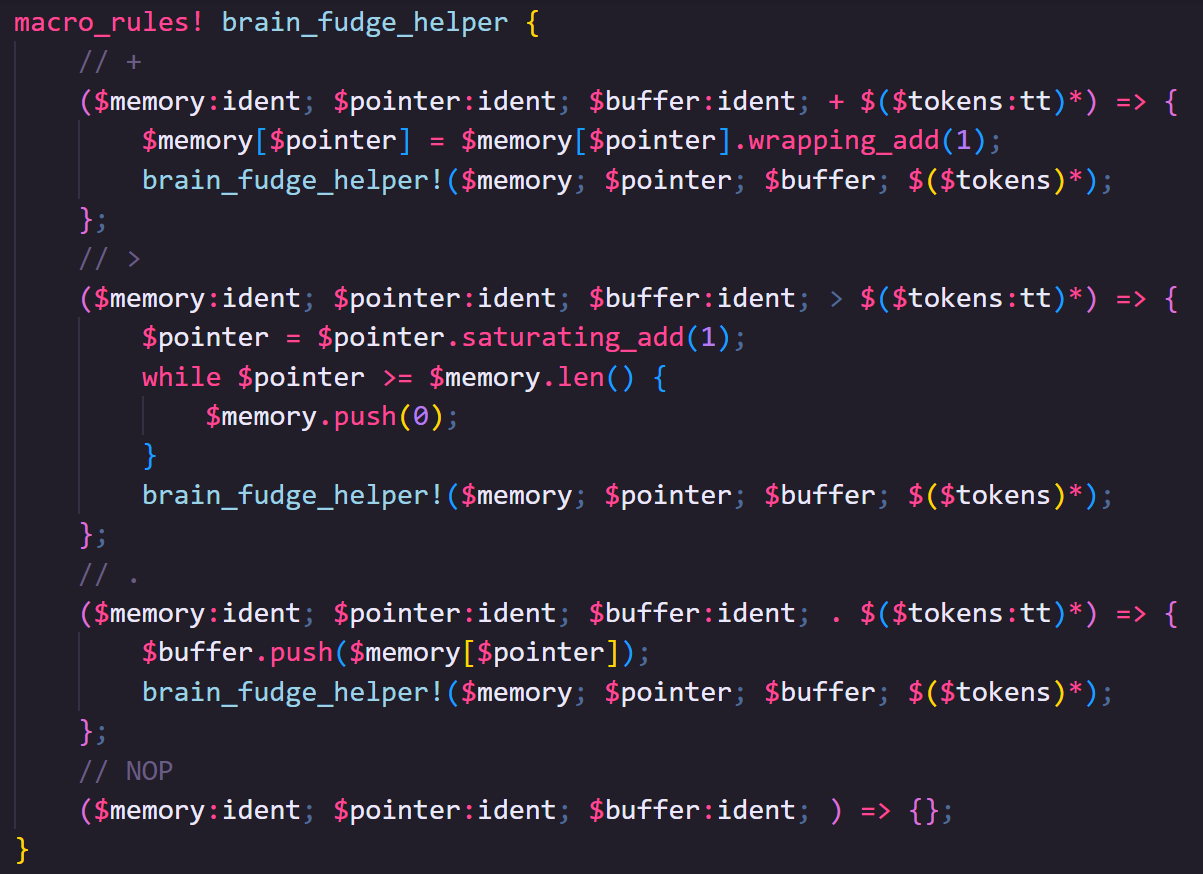 macro_rules! brain_fudge_helper {
    // +
    ($memory:ident; $pointer:ident; $buffer:ident; + $($tokens:tt)*) => {
        $memory[$pointer] = $memory[$pointer].wrapping_add(1);
        brain_fudge_helper!($memory; $pointer; $buffer; $($tokens)*);
    };
    // >
    ($memory:ident; $pointer:ident; $buffer:ident; > $($tokens:tt)*) => {
        $pointer = $pointer.saturating_add(1);
        while $pointer >= $memory.len() {
            $memory.push(0);
        }
        brain_fudge_helper!($memory; $pointer; $buffer; $($tokens)*);
    };
    // .
    ($memory:ident; $pointer:ident; $buffer:ident; . $($tokens:tt)*) => {
        $buffer.push($memory[$pointer]);
        brain_fudge_helper!($memory; $pointer; $buffer; $($tokens)*);
    };
    // NOP
    ($memory:ident; $pointer:ident; $buffer:ident; ) => {};
}